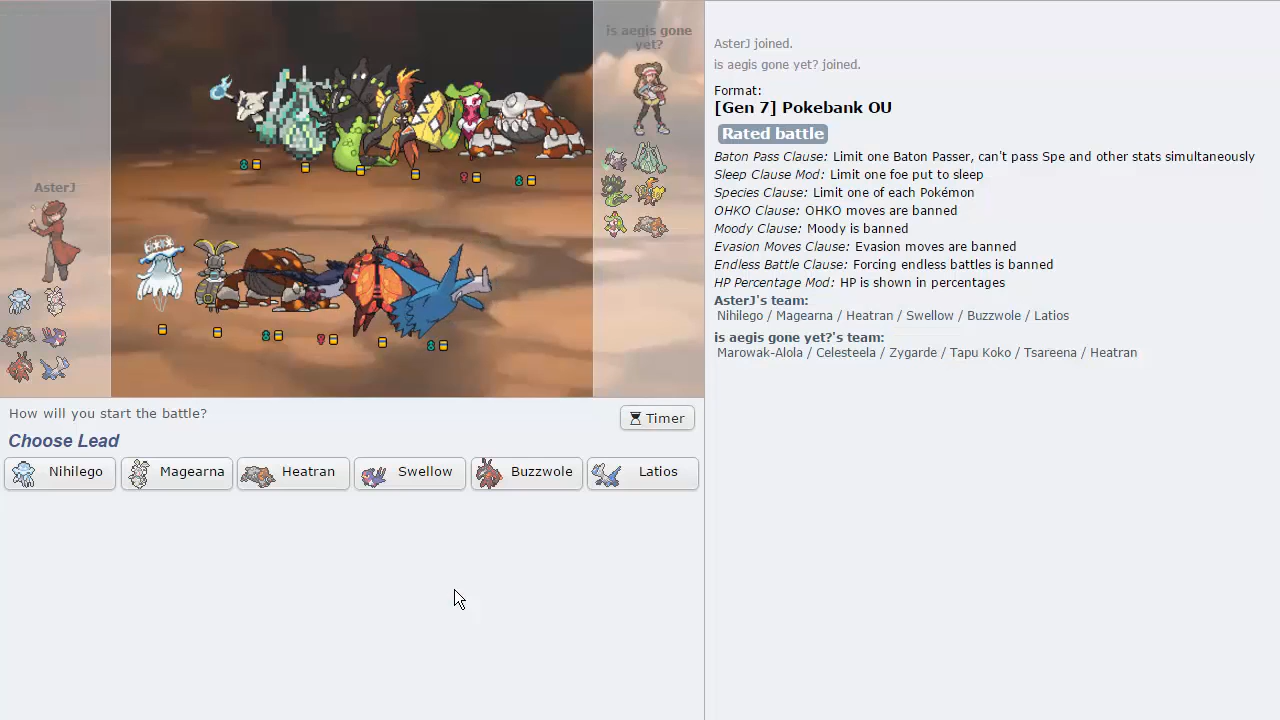 is aegis gone
yet?
AsterJ
How will you start the battle?
Timer
Choose Lead
Nihilego
Magearna
Heatran
Swellow
Buzzwole
Latios
AsterJ joined.
is aegis gone yet? joined.
Format:
[Gen 7] Pokebank OU
Rated battle
Baton Pass Clause: Limit one Baton Passer, can't pass Spe and other stats simultaneously
Sleep Clause Mod: Limit one foe put to sleep
Species Clause: Limit one of each Pokémon
OHKO Clause: OHKO moves are banned
Moody Clause: Moody is banned
Evasion Moves Clause: Evasion moves are banned
Endless Battle Clause: Forcing endless battles is banned
HP Percentage Mod: HP is shown in percentages
AsterJ's team:
Nihilego / Magearna / Heatran / Swellow / Buzzwole / Latios
is aegis gone yet?'s team:
Marowak-Alola / Celesteela / Zygarde / Tapu Koko / Tsareena / Heatran